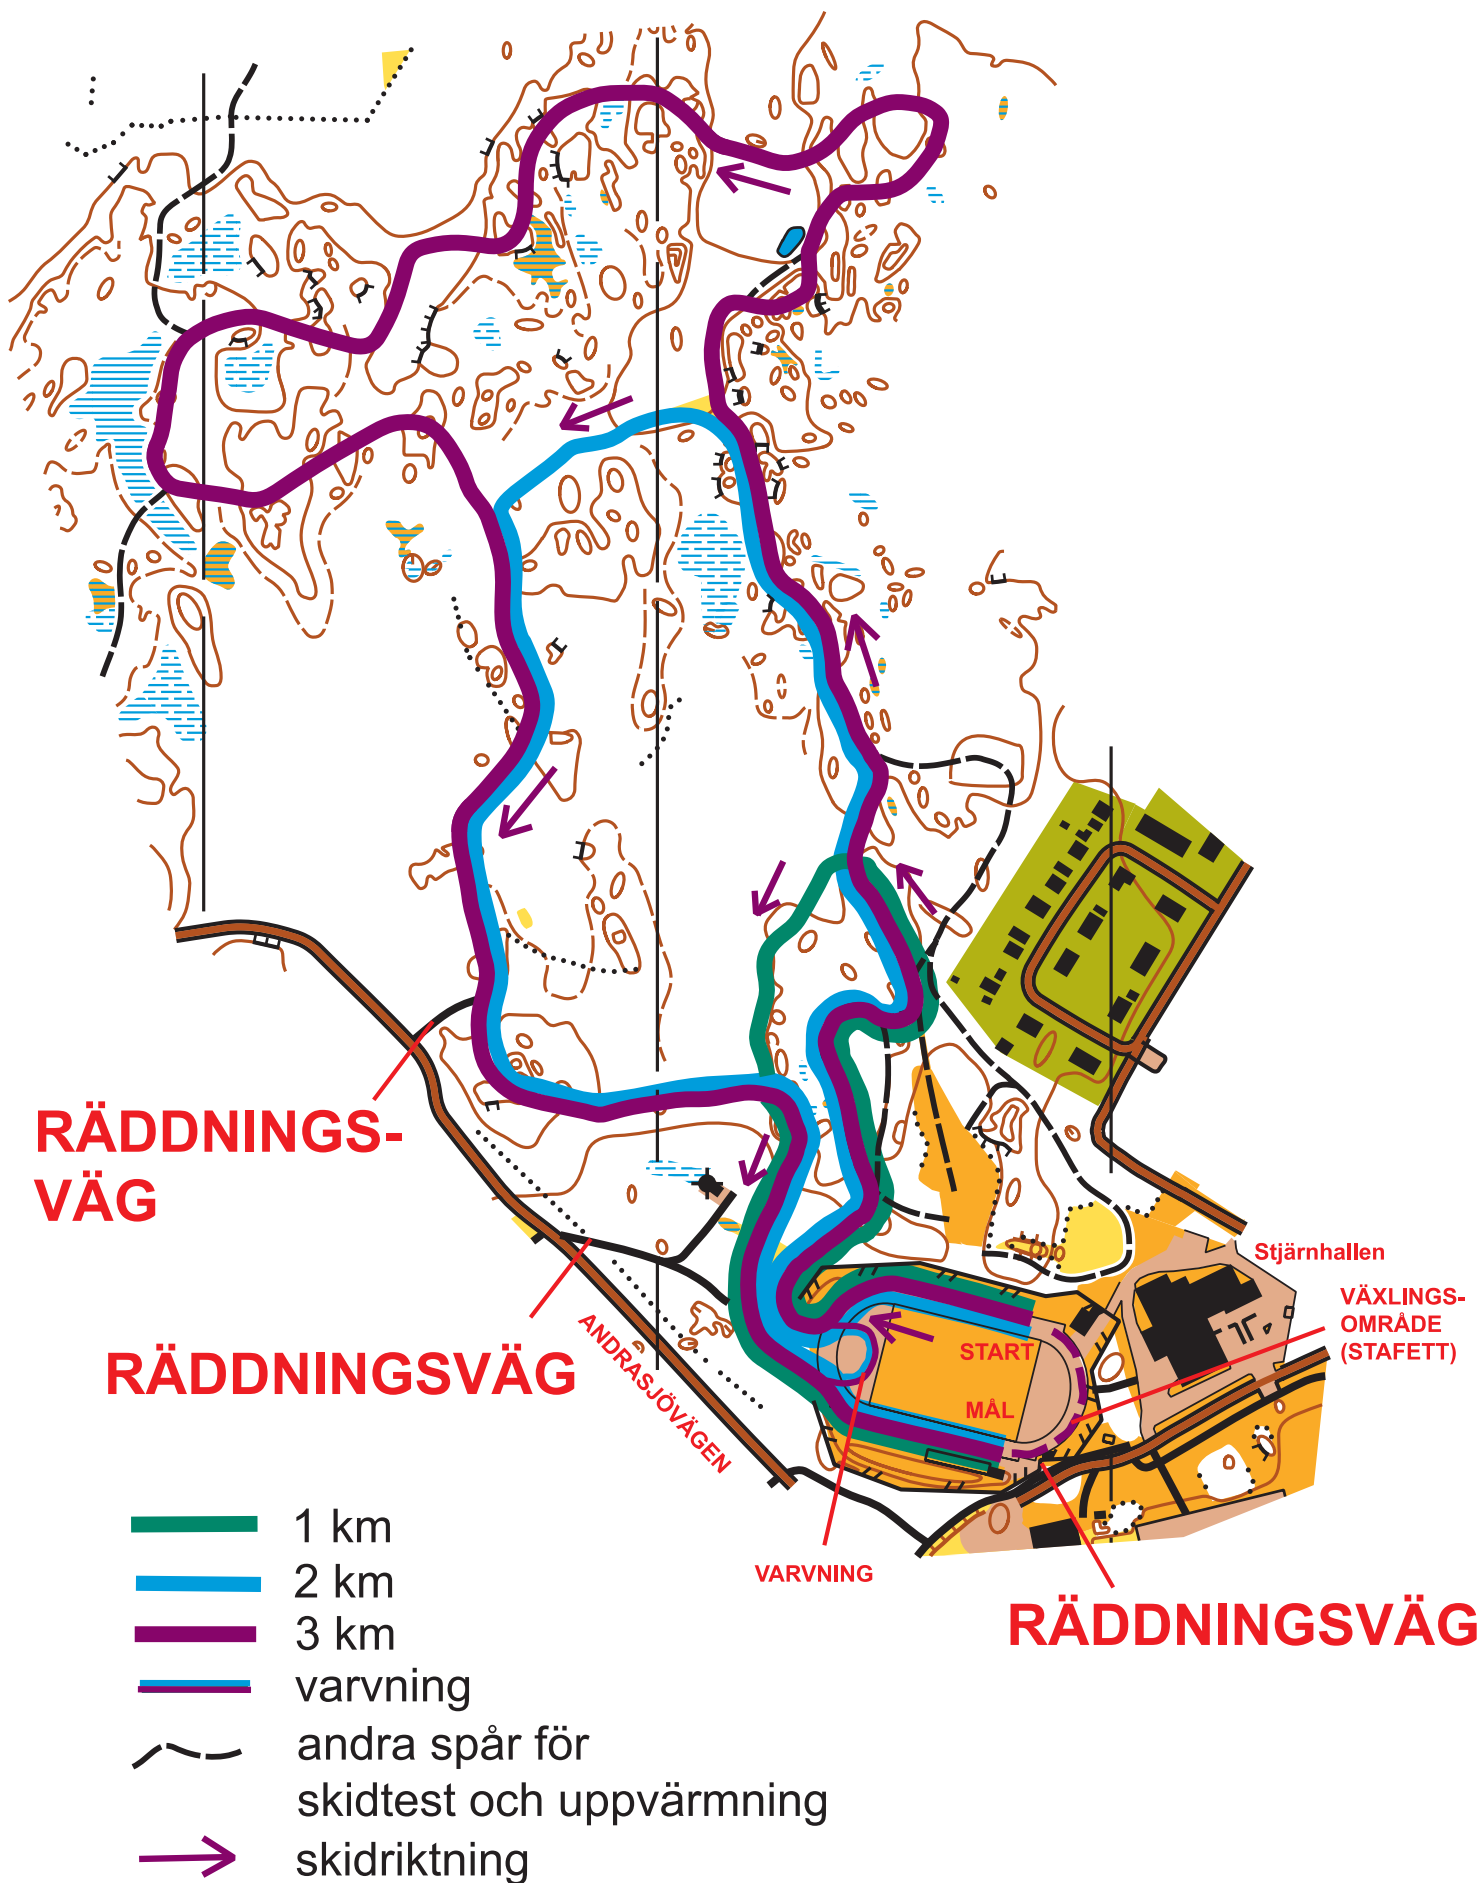 RÄDDNINGS-
VÄG
RÄDDNINGSVÄG
ANDRASJÖVÄGEN
Stjärnhallen
VÄXLINGS-
OMRÅDE
(STAFETT)
START
MÅL
VARVNING
RÄDDNINGSVÄG
1 km
2 km
3 km
varvning
andra spår för
skidtest och uppvärmning
skidriktning